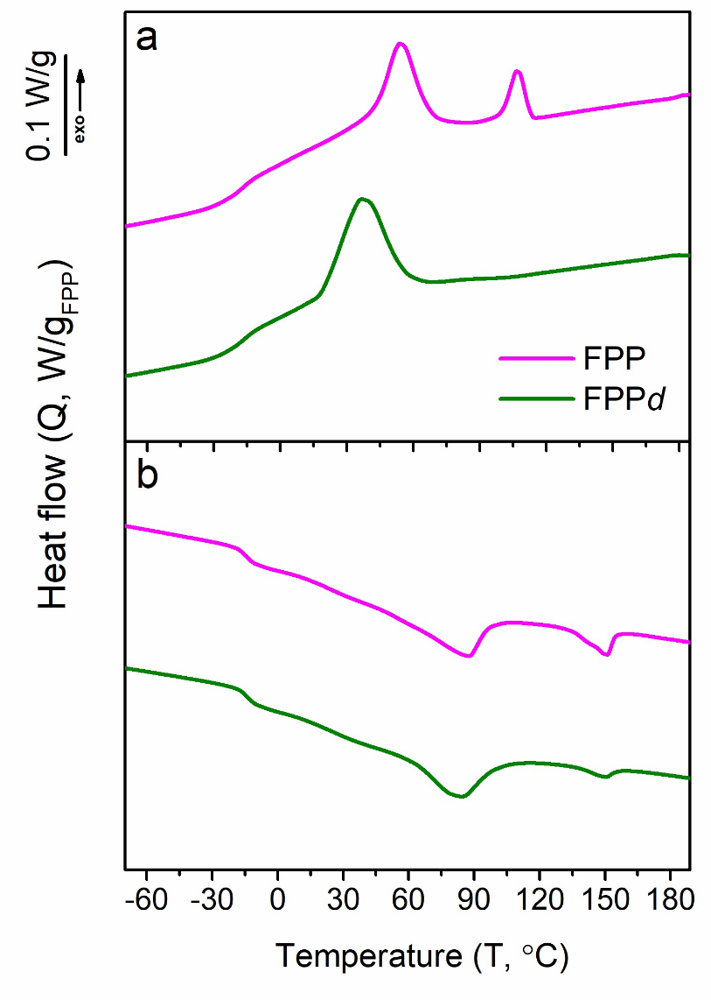 a
0.1 W/g
exo
Heat flow (Q, W/gFPP)
FPP
FPPd
b
-60 -30 0 30 60 90 120 150 180
Temperature (T, °C)